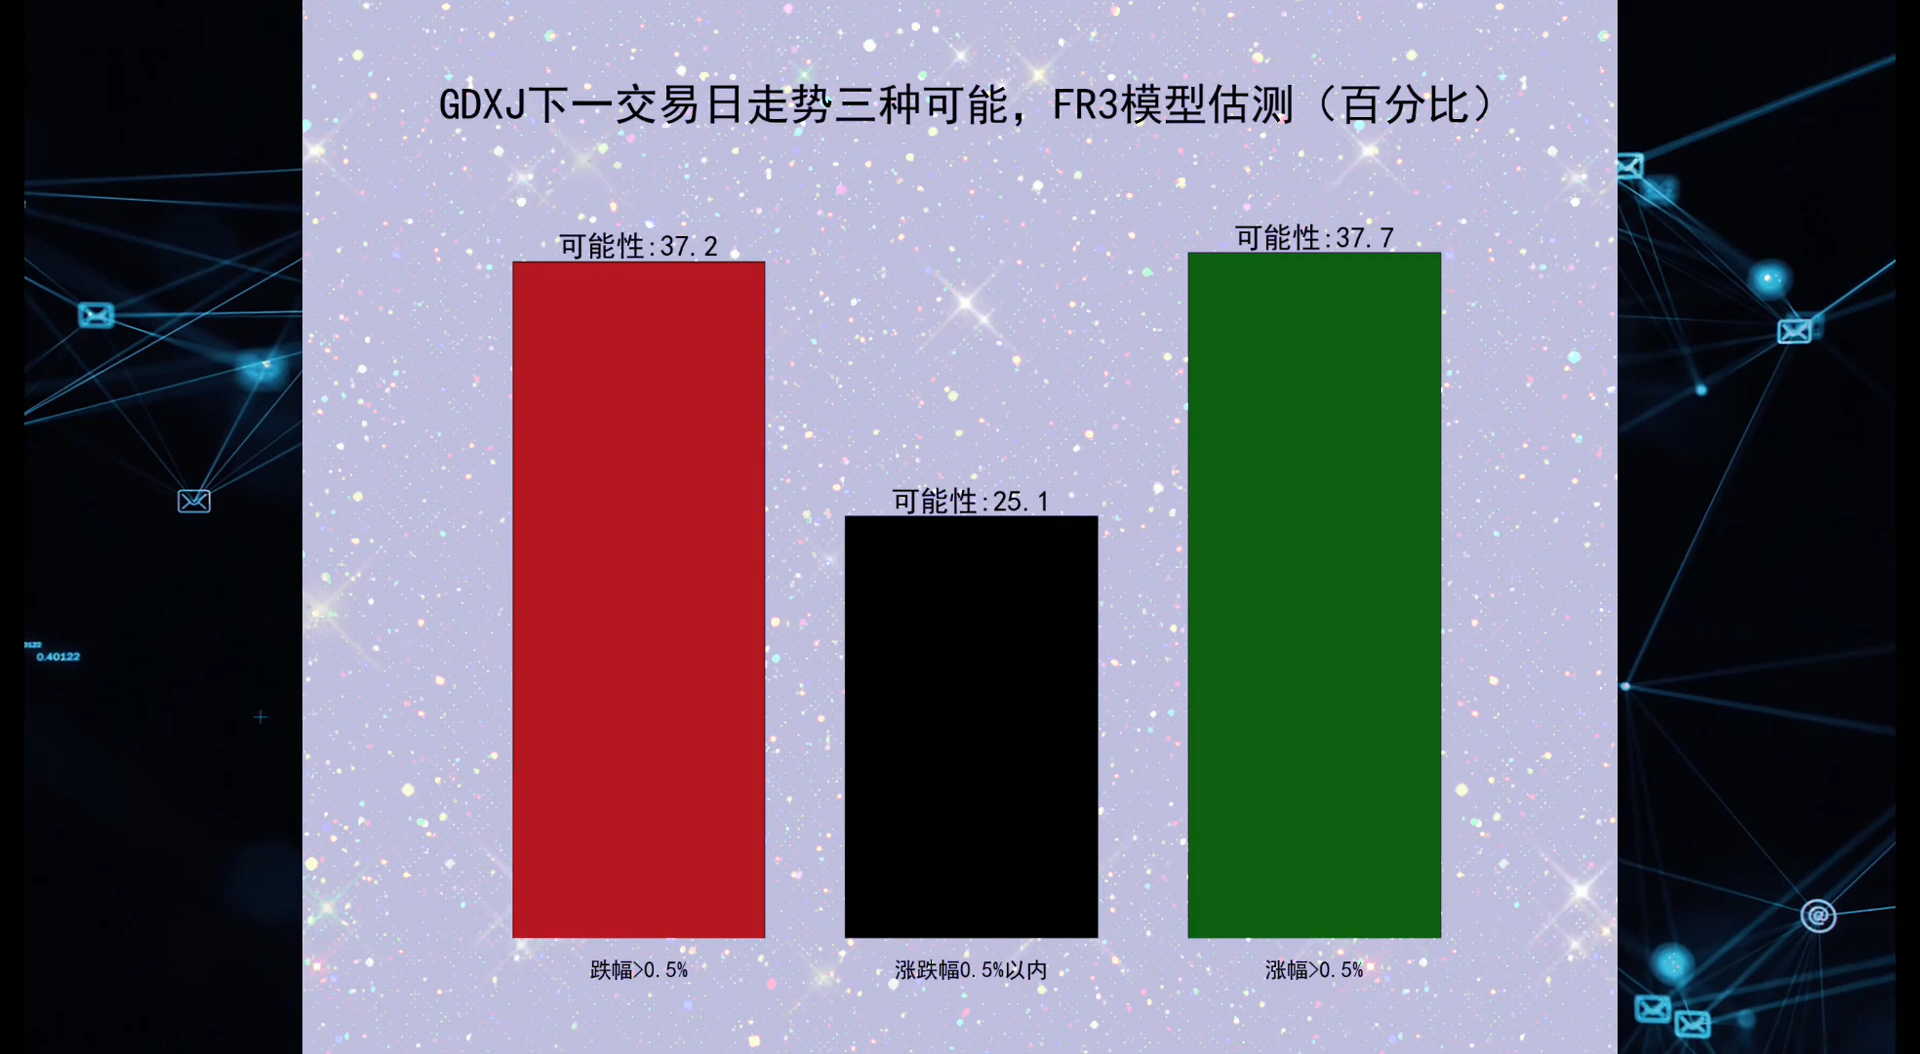 GDXJ下一交易日走势三种可能，FR3模型估测（百分比）
可能性:37.2
可能性:25.1
可能性:37.7
跌幅>0.5%
涨跌幅0.5%以内
涨幅>0.5%
0122
0.40122
@